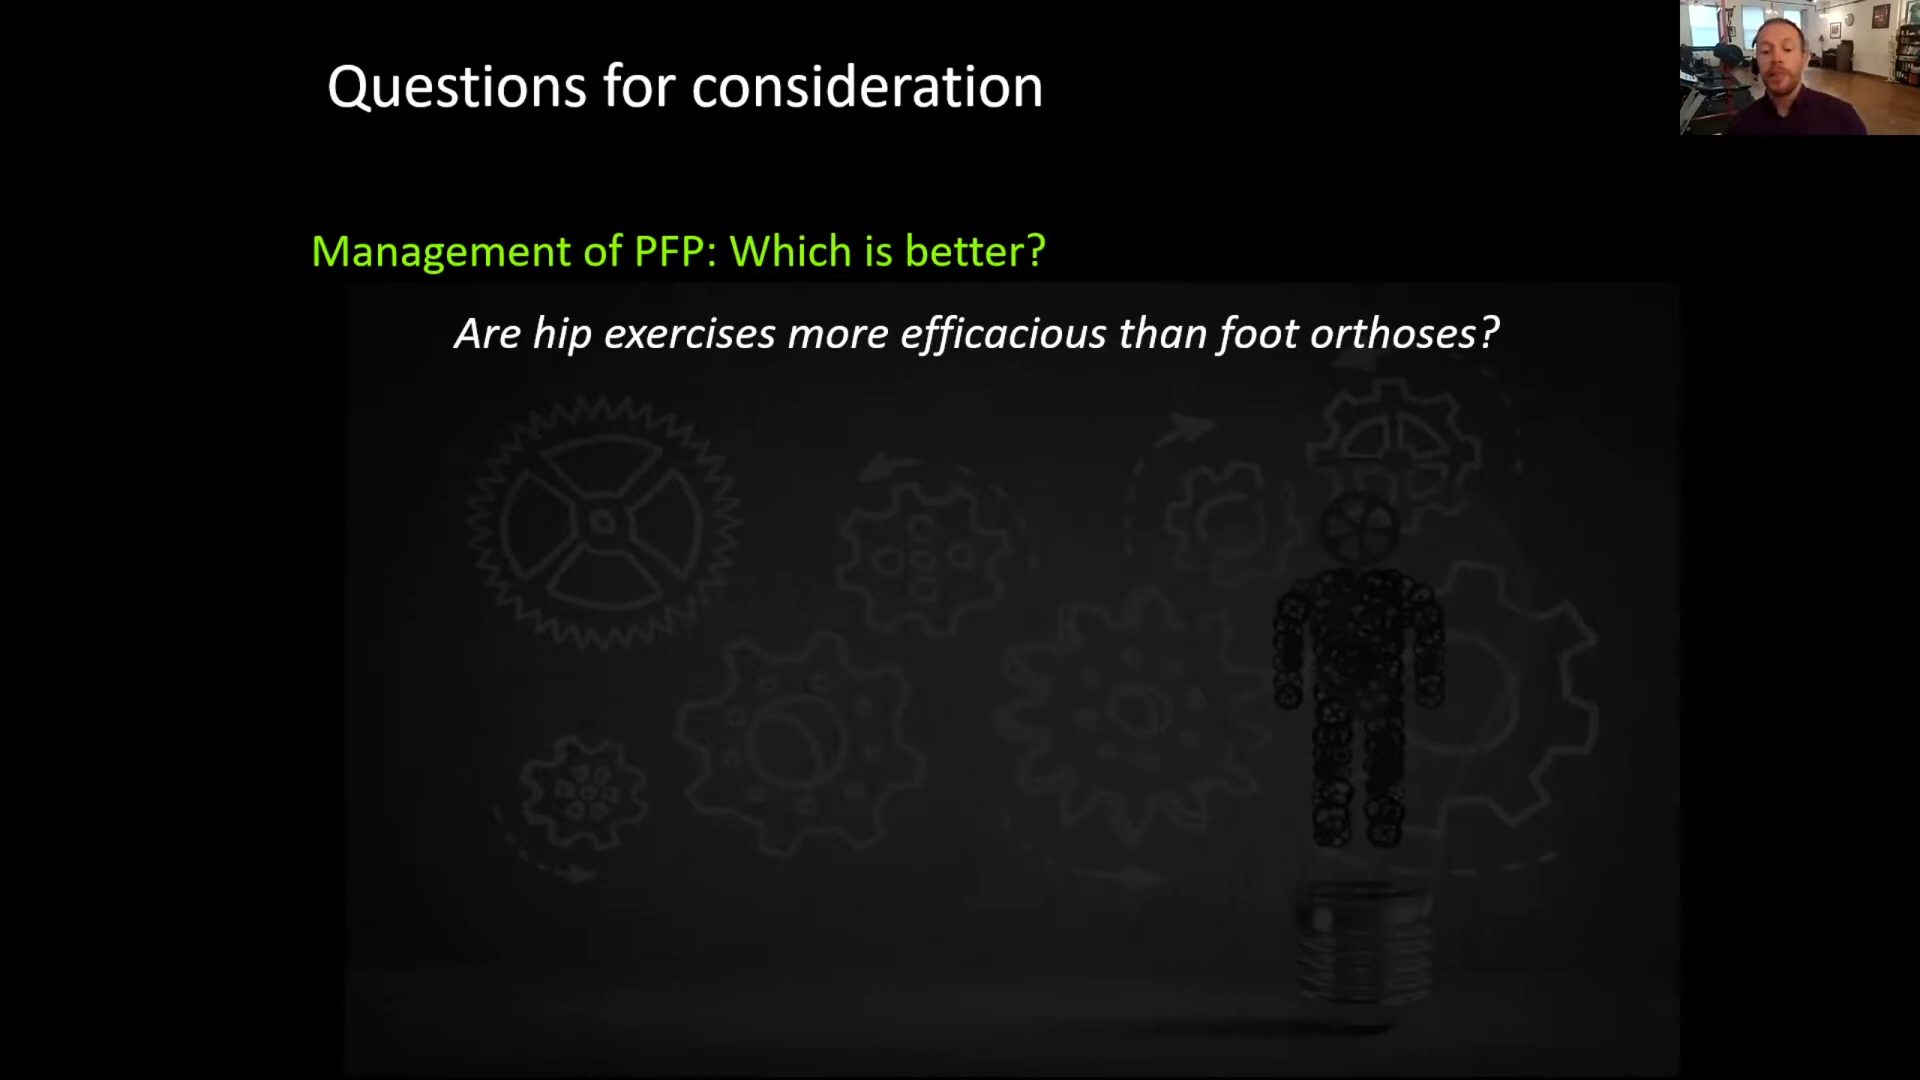 Questions for consideration
Management of PFP: Which is better?
Are hip exercises more efficacious than foot orthoses?